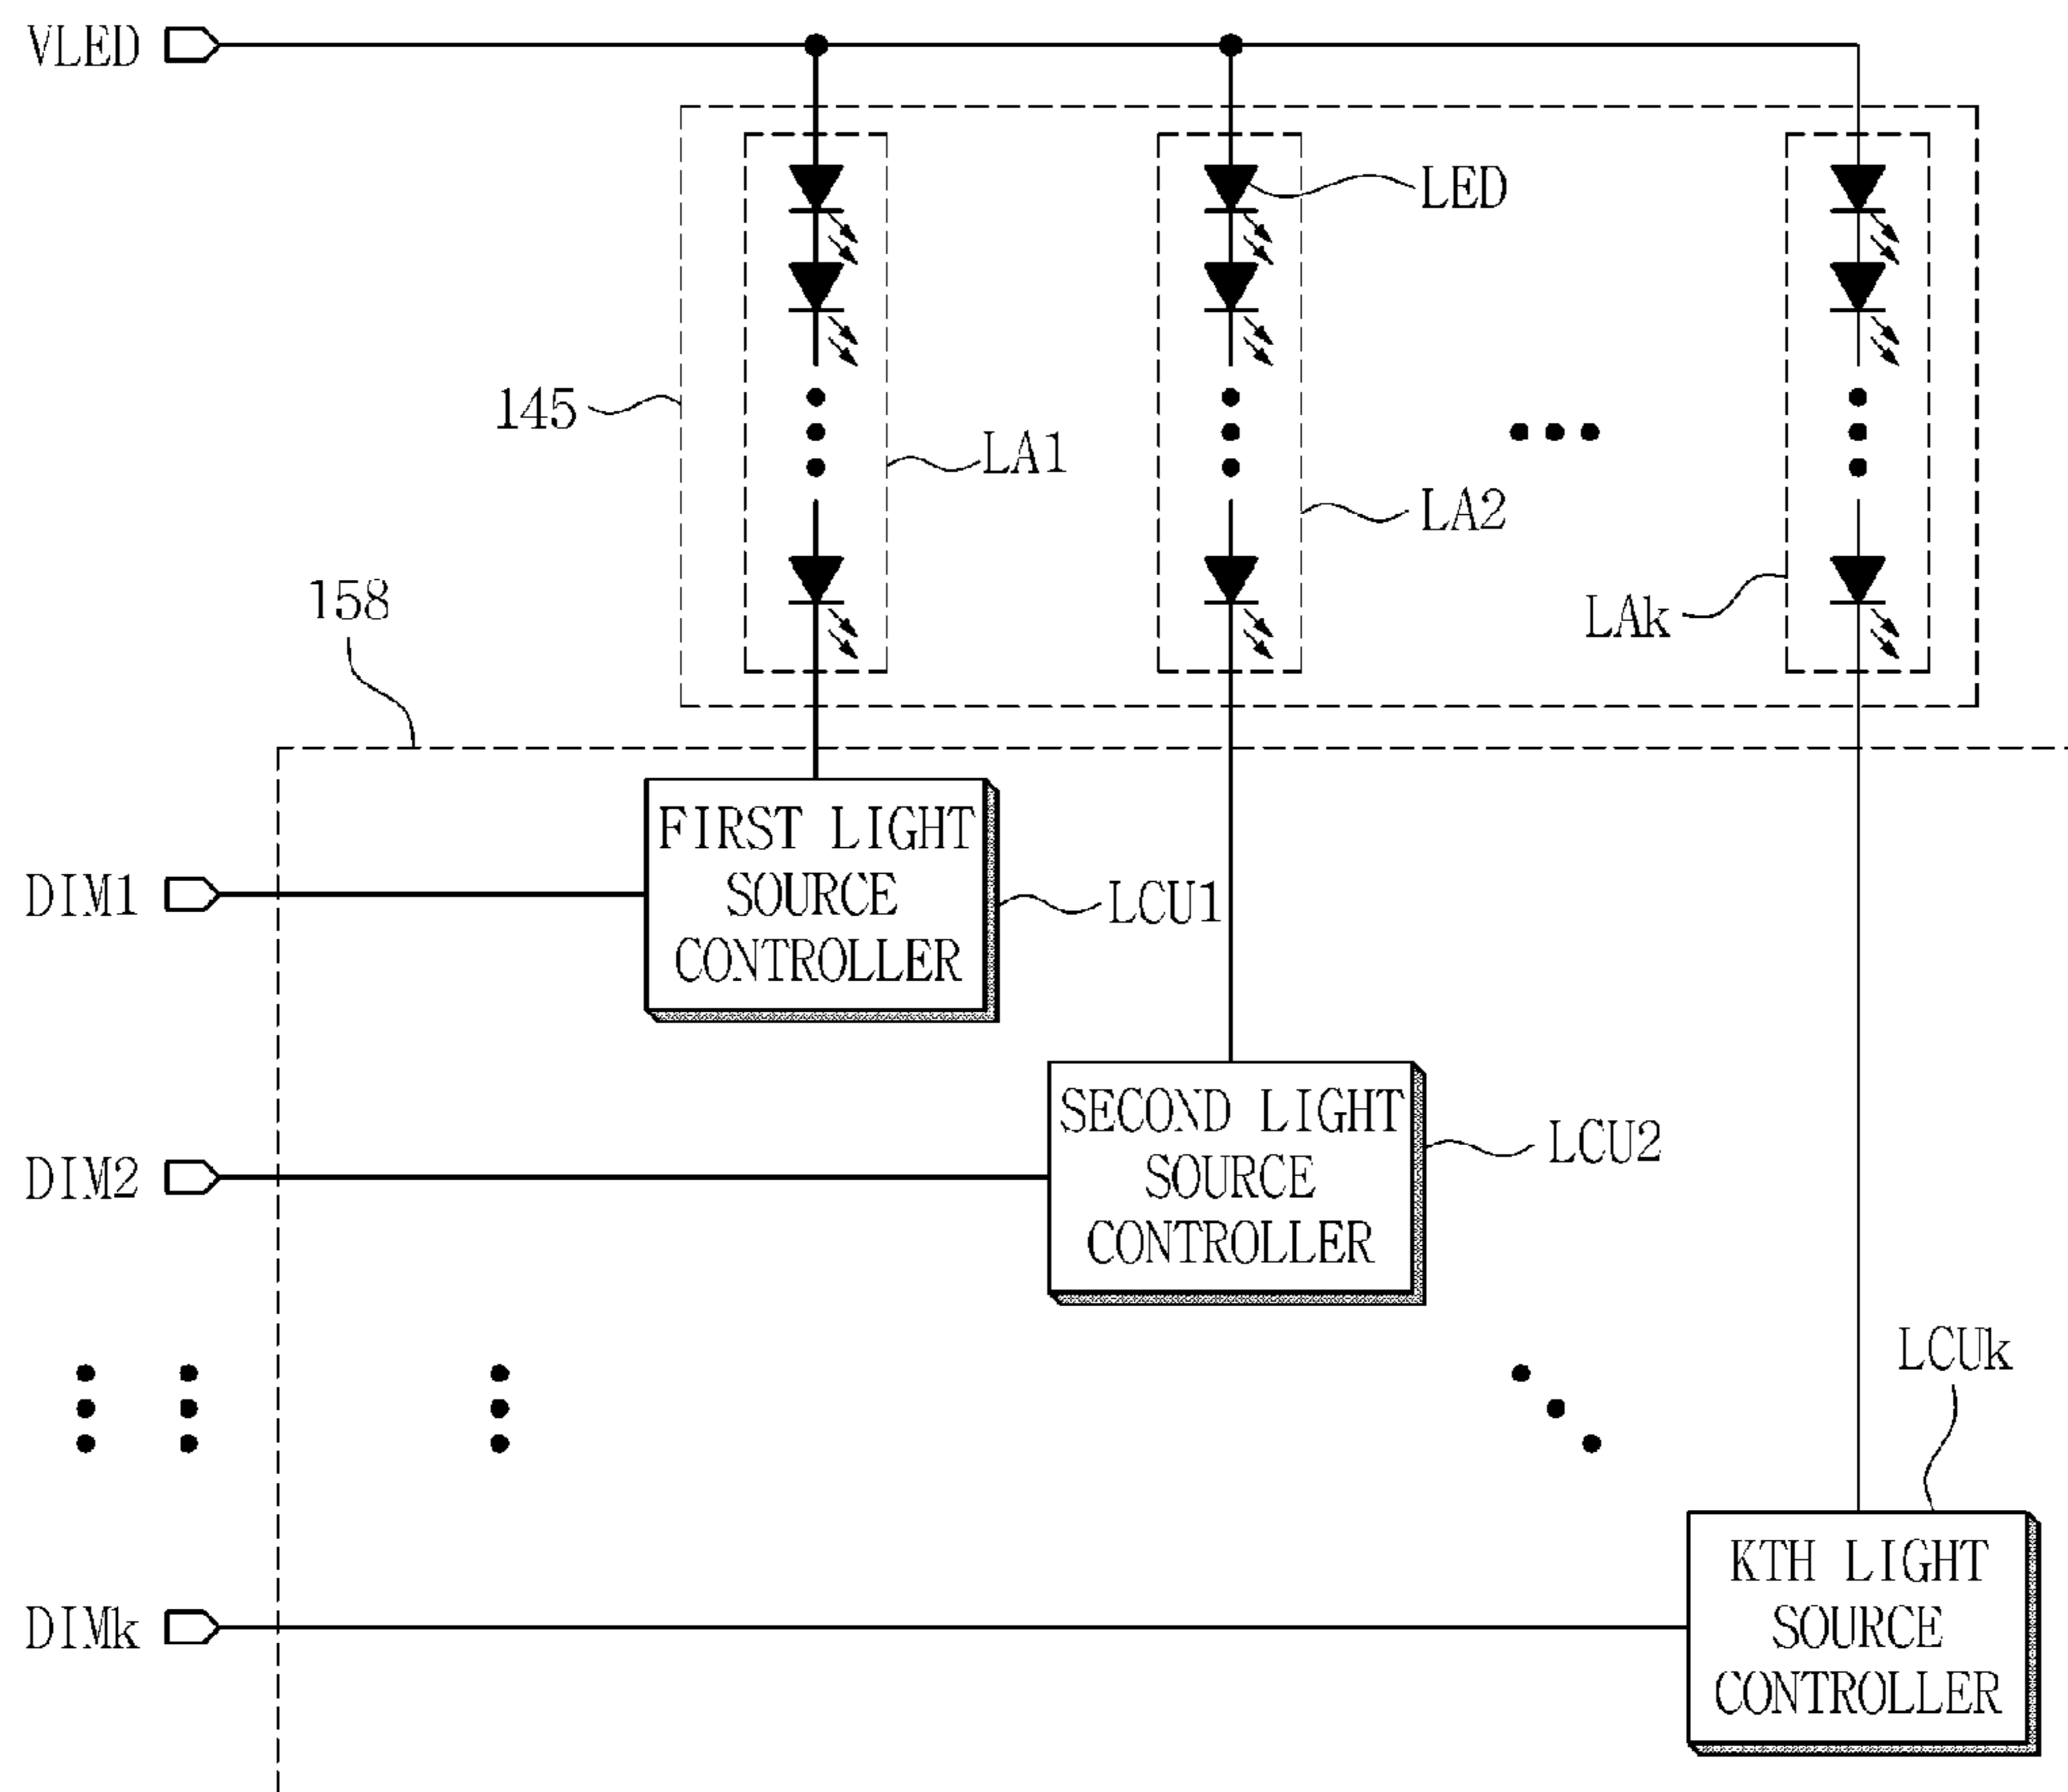 VLED
LED
145
LA1
LA2
158
LAk
FIRST LIGHT
SOURCE
CONTROLLER
DIM1
LCU1
SECOND LIGHT
SOURCE
CONTROLLER
LCU2
DIM2
LCUk
KTH LIGHT
SOURCE
CONTROLLER
DIMk